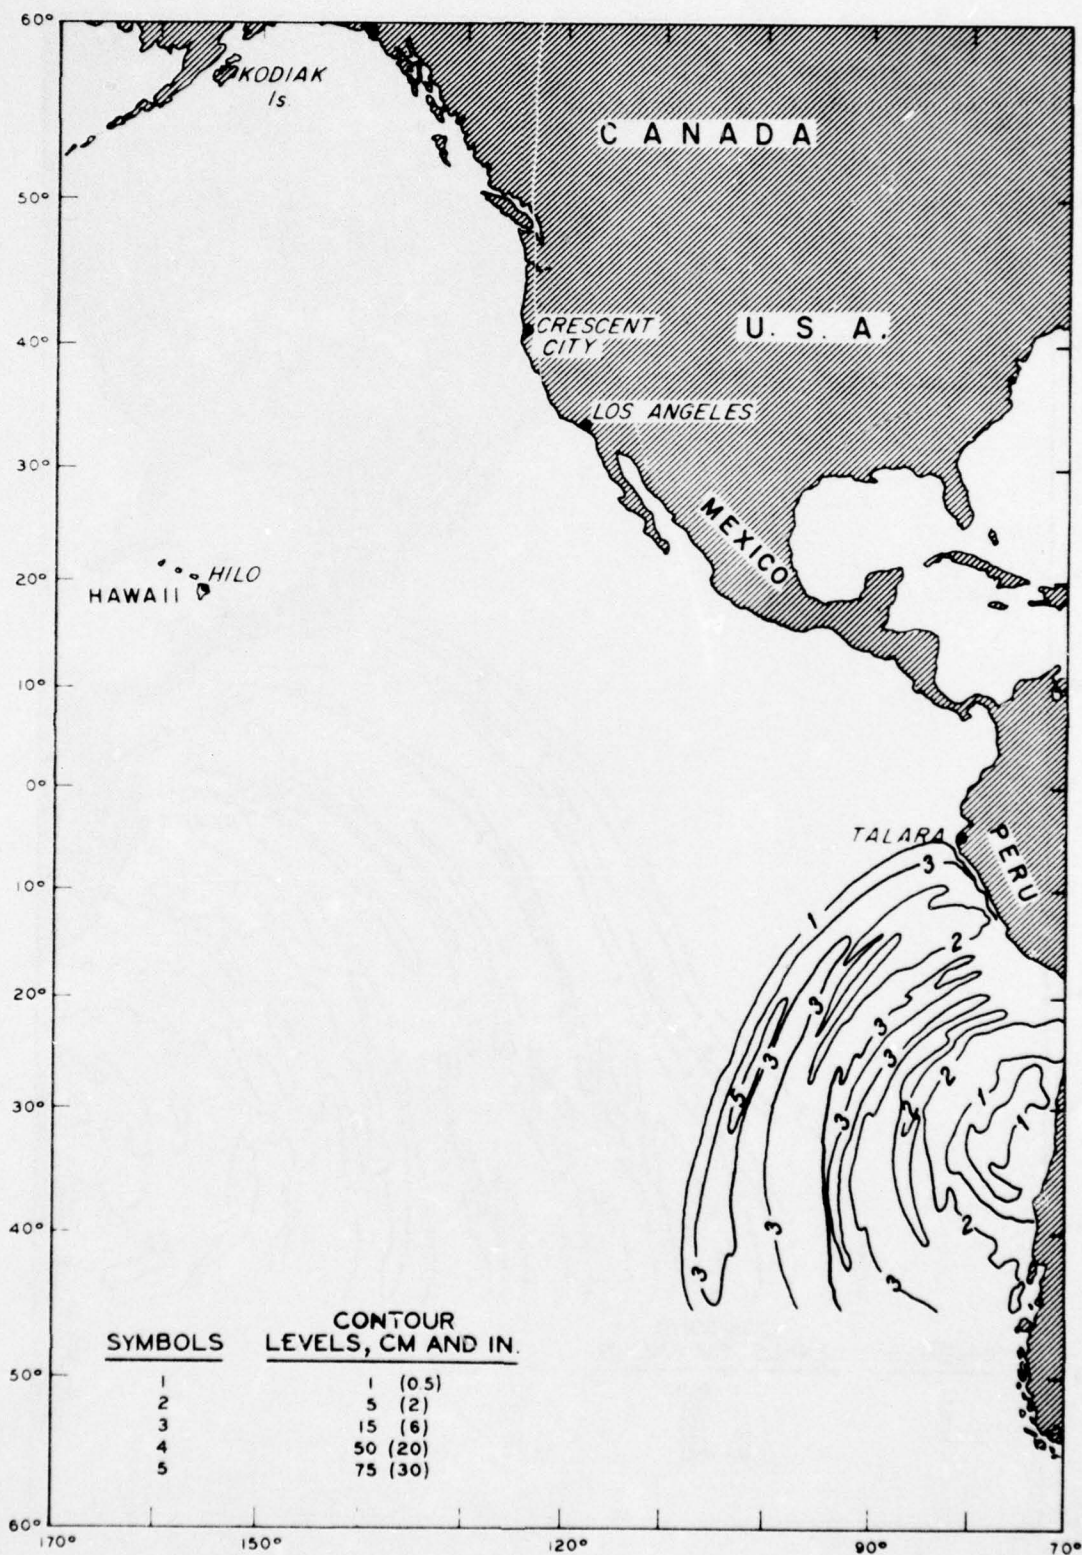 60°
KODIAK
Is.
CANADA
50°
CRESCENT
CITY
U. S. A.
40°
LOS ANGELES
30°
MEXICO
HILO
20°
HAWAII
10°
0°
TALARA
PERU
3
10°
1
2
20°
3
3
3
3
2
5
1
30°
3
3
1
2
40°
3
3
3
CONTOUR
SYMBOLS LEVELS, CM AND IN.
50°
1 1 (0.5)
2 5 (2)
3 15 (6)
4 50 (20)
5 75 (30)
60°
170° 150° 120° 90° 70°